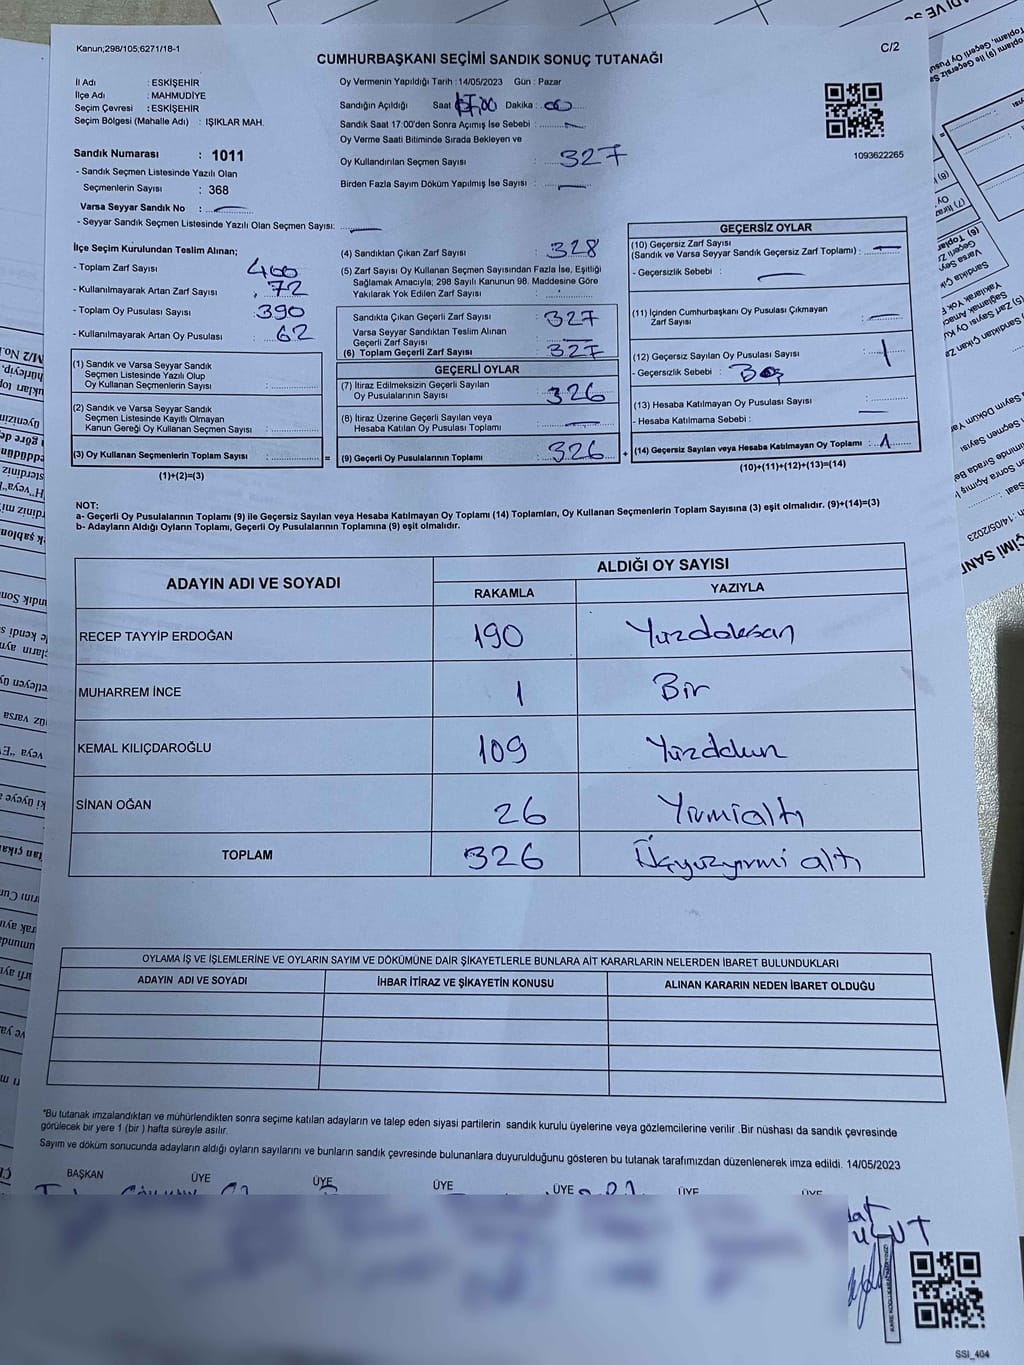 Kanun;298/105;6271/18-1
C/2
CUMHURBAŞKANI SEÇİMİ SANDIK SONUÇ TUTANAĞI
İl Adı : ESKİŞEHİR
İlçe Adı : MAHMUDİYE
Seçim Çevresi : ESKİŞEHİR
Seçim Bölgesi (Mahalle Adı) : IŞIKLAR MAH.
Sandık Numarası : 1011
- Sandık Seçmen Listesinde Yazılı Olan
Seçmenlerin Sayısı : 368
Varsa Seyyar Sandık No :
- Seyyar Sandık Seçmen Listesinde Yazılı Olan Seçmen Sayısı:
Oy Vermenin Yapıldığı Tarih : 14/05/2023 Gün : Pazar
Sandığın Açıldığı Saat 17,00 Dakika : 00
Sandık Saat 17:00'den Sonra Açımış İse Sebebi :
Oy Verme Saati Bitiminde Sırada Bekleyen ve
Oy Kullandırılan Seçmen Sayısı : 327
Birden Fazla Sayım Döküm Yapılmış İse Sayısı :
1093622265
İlçe Seçim Kurulundan Teslim Alınan;
- Toplam Zarf Sayısı 400
- Kullanılmayarak Artan Zarf Sayısı : 72
- Toplam Oy Pusulası Sayısı : 390
- Kullanılmayarak Artan Oy Pusulası : 62
(1) Sandık ve Varsa Seyyar Sandık
Seçmen Listesinde Yazılı Olup
Oy Kullanan Seçmenlerin Sayısı :
(2) Sandık ve Varsa Seyyar Sandık
Seçmen Listesinde Kayıtlı Olmayan
Kanun Gereği Oy Kullanan Seçmen Sayısı :
(3) Oy Kullanan Seçmenlerin Toplam Sayısı : =
(1)+(2)=(3)
(4) Sandıktan Çıkan Zarf Sayısı : 328
(5) Zarf Sayısı Oy Kullanan Seçmen Sayısından Fazla İse, Eşitliği
Sağlamak Amacıyla; 298 Sayılı Kanunun 98. Maddesine Göre
Yakılarak Yok Edilen Zarf Sayısı :
Sandıkta Çıkan Geçerli Zarf Sayısı : 327
Varsa Seyyar Sandıktan Teslim Alınan
Geçerli Zarf Sayısı :
(6) Toplam Geçerli Zarf Sayısı : 327
GEÇERLİ OYLAR
(7) İtiraz Edilmeksizin Geçerli Sayılan
Oy Pusulalarının Sayısı : 326
(8) İtiraz Üzerine Geçerli Sayılan veya
Hesaba Katılan Oy Pusulası Toplamı :
(9) Geçerli Oy Pusulalarının Toplamı : 326 +
GEÇERSİZ OYLAR
(10) Geçersiz Zarf Sayısı
(Sandık ve Varsa Seyyar Sandık Geçersiz Zarf Toplamı) :
- Geçersizlik Sebebi :
(11) İçinden Cumhurbaşkanı Oy Pusulası Çıkmayan
Zarf Sayısı :
(12) Geçersiz Sayılan Oy Pusulası Sayısı : 1
- Geçersizlik Sebebi : Boş
(13) Hesaba Katılmayan Oy Pusulası Sayısı :
- Hesaba Katılmama Sebebi :
(14) Geçersiz Sayılan veya Hesaba Katılmayan Oy Toplamı : 1
(10)+(11)+(12)+(13)=(14)
NOT:
a- Geçerli Oy Pusulalarının Toplamı (9) ile Geçersiz Sayılan veya Hesaba Katılmayan Oy Toplamı (14) Toplamları, Oy Kullanan Seçmenlerin Toplam Sayısına (3) eşit olmalıdır. (9)+(14)=(3)
b- Adayların Aldığı Oyların Toplamı, Geçerli Oy Pusulalarının Toplamına (9) eşit olmalıdır.
ADAYIN ADI VE SOYADI
ALDIĞI OY SAYISI
RAKAMLA YAZIYLA
RECEP TAYYİP ERDOĞAN 190 Yüzdoksan
MUHARREM İNCE 1 Bir
KEMAL KILIÇDAROĞLU 109 Yüzdokun
SİNAN OĞAN 26 Yirmialtı
TOPLAM 326 Üçyüzyirmi altı
OYLAMA İŞ VE İŞLEMLERİNE VE OYLARIN SAYIM VE DÖKÜMÜNE DAİR ŞİKAYETLERLE BUNLARA AİT KARARLARIN NELERDEN İBARET BULUNDUKLARI
ADAYIN ADI VE SOYADI İHBAR İTİRAZ VE ŞİKAYETİN KONUSU ALINAN KARARIN NEDEN İBARET OLDUĞU
*Bu tutanak imzalandıktan ve mühürlendikten sonra seçime katılan adayların ve talep eden siyasi partilerin sandık kurulu üyelerine veya gözlemcilerine verilir .Bir nüshası da sandık çevresinde
görülecek bir yere 1 (bir ) hafta süreyle asılır.
Sayım ve döküm sonucunda adayların aldığı oyların sayılarını ve bunların sandık çevresinde bulunanlara duyurulduğunu gösteren bu tutanak tarafımızdan düzenlenerek imza edildi. 14/05/2023
BAŞKAN ÜYE ÜYE ÜYE ÜYE ÜYE ÜYE
SSI_404